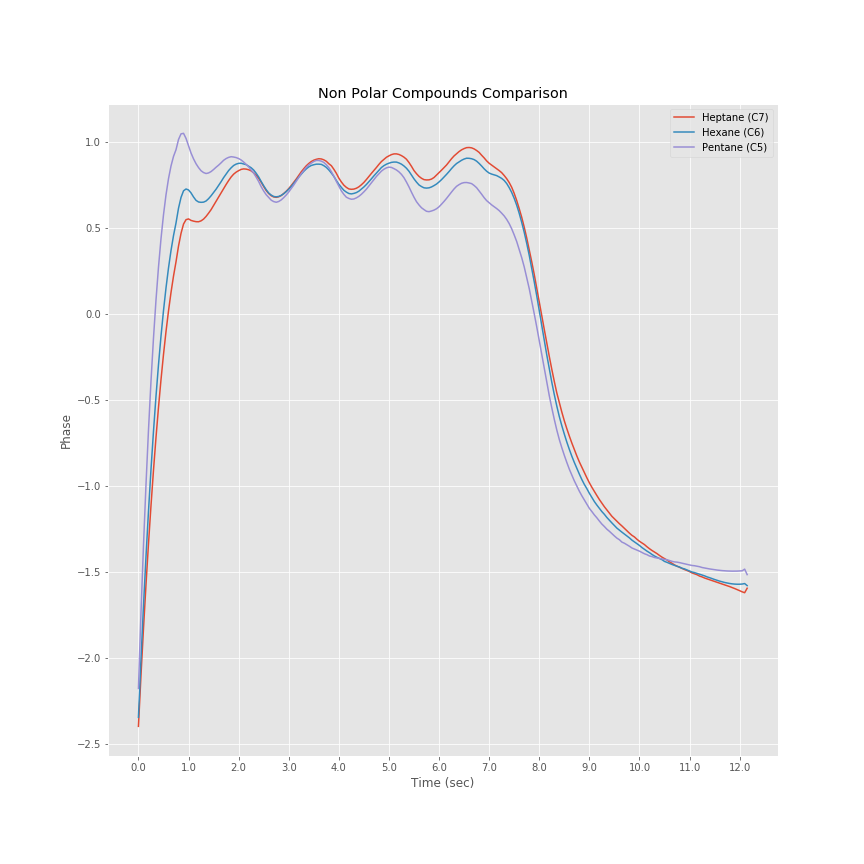 Non Polar Compounds Comparison
Heptane (C7)
Hexane (C6)
Pentane (C5)
1.0
0.5
0.0
−0.5
−1.0
−1.5
−2.0
−2.5
Phase
0.0 1.0 2.0 3.0 4.0 5.0 6.0 7.0 8.0 9.0 10.0 11.0 12.0
Time (sec)